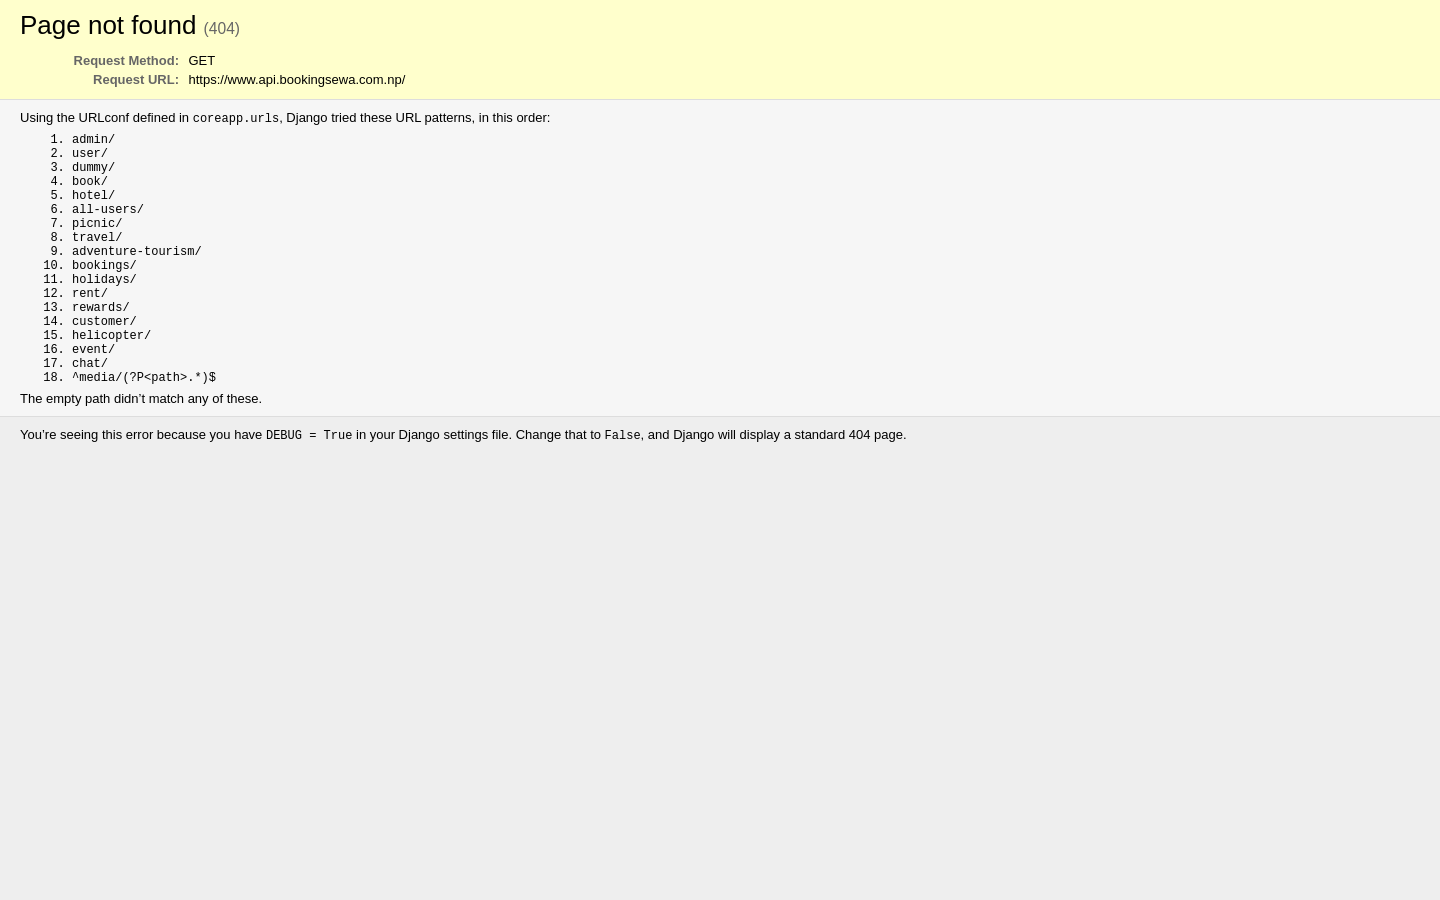 Page not found (404)
Request Method: GET
Request URL: https://www.api.bookingsewa.com.np/
Using the URLconf defined in coreapp.urls, Django tried these URL patterns, in this order:
1. admin/
2. user/
3. dummy/
4. book/
5. hotel/
6. all-users/
7. picnic/
8. travel/
9. adventure-tourism/
10. bookings/
11. holidays/
12. rent/
13. rewards/
14. customer/
15. helicopter/
16. event/
17. chat/
18. ^media/(?P<path>.*)$
The empty path didn’t match any of these.
You’re seeing this error because you have DEBUG = True in your Django settings file. Change that to False, and Django will display a standard 404 page.